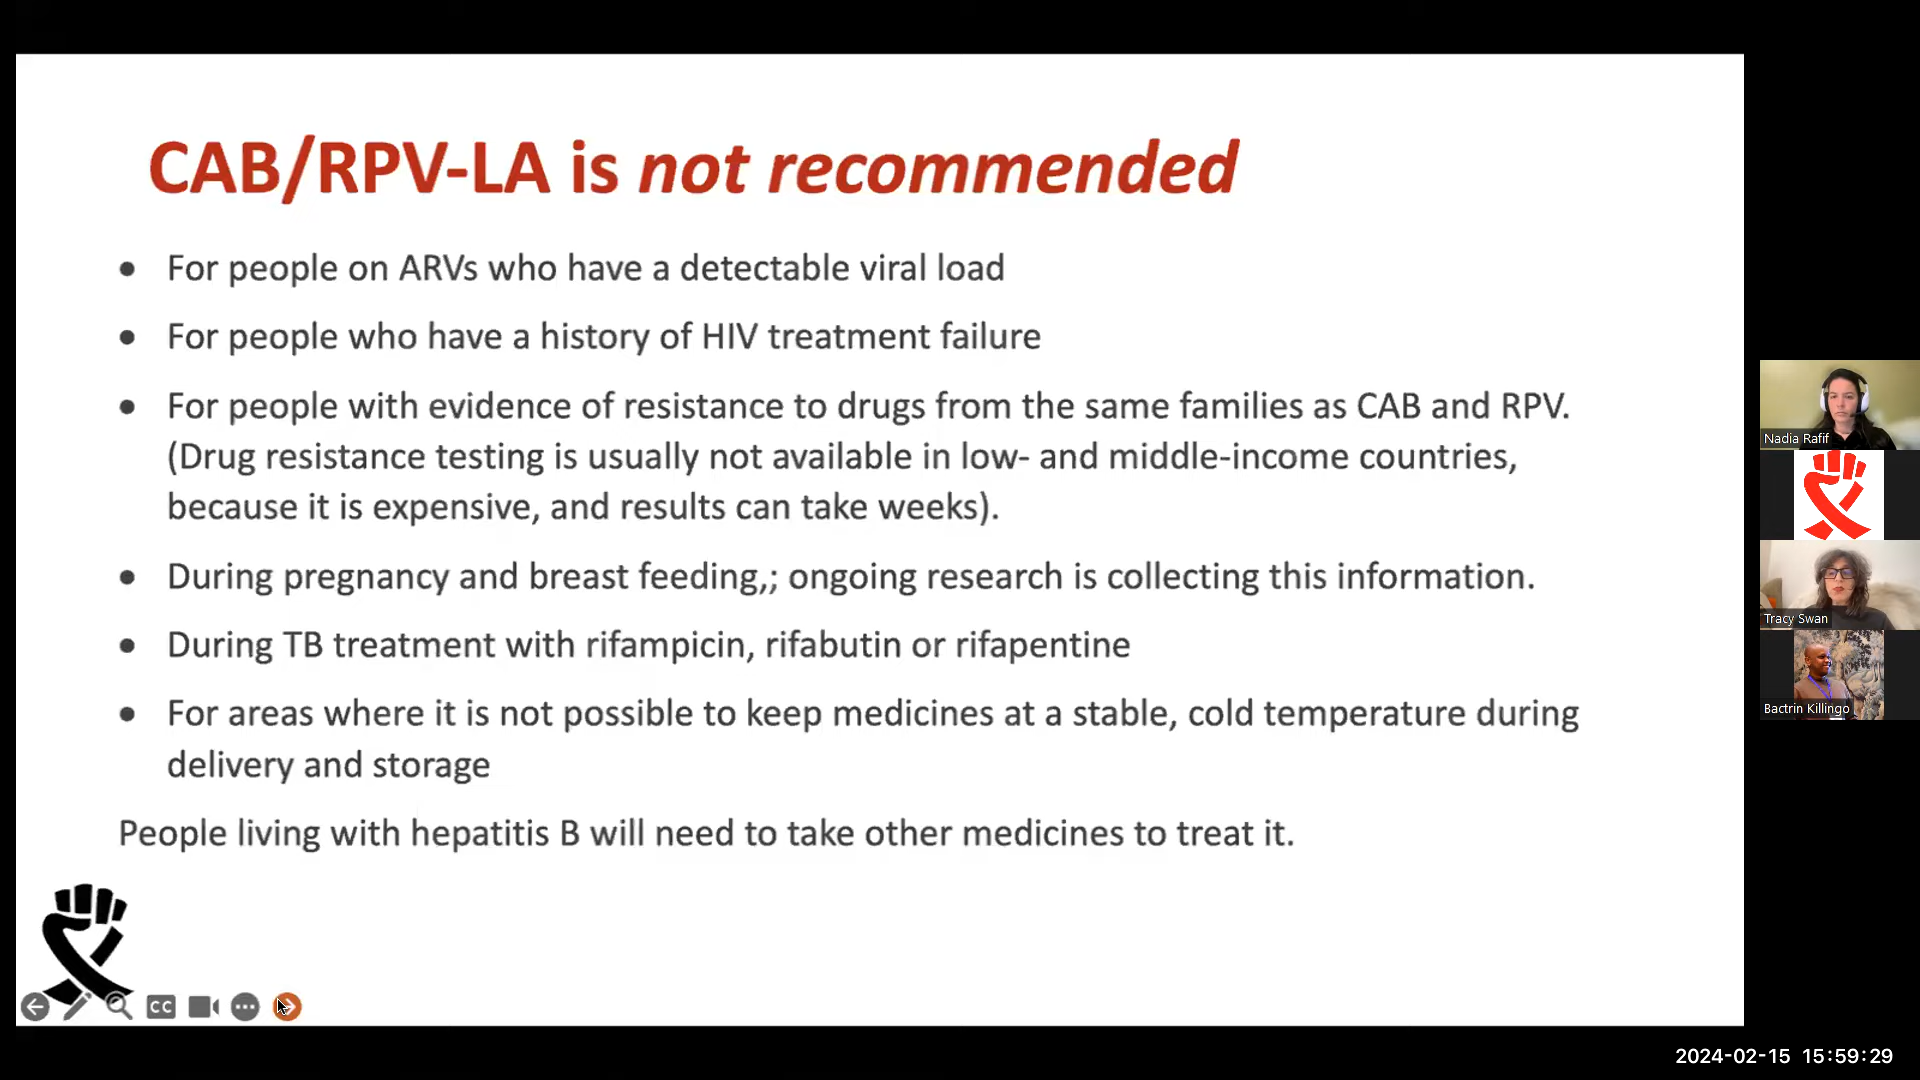 CAB/RPV-LA is not recommended
• For people on ARVs who have a detectable viral load
• For people who have a history of HIV treatment failure
• For people with evidence of resistance to drugs from the same families as CAB and RPV.
(Drug resistance testing is usually not available in low- and middle-income countries,
because it is expensive, and results can take weeks).
• During pregnancy and breast feeding,; ongoing research is collecting this information.
• During TB treatment with rifampicin, rifabutin or rifapentine
• For areas where it is not possible to keep medicines at a stable, cold temperature during
delivery and storage
People living with hepatitis B will need to take other medicines to treat it.
CC
Nadia Rafif
Tracy Swan
Bactrin Killingo
2024-02-15 15:59:29